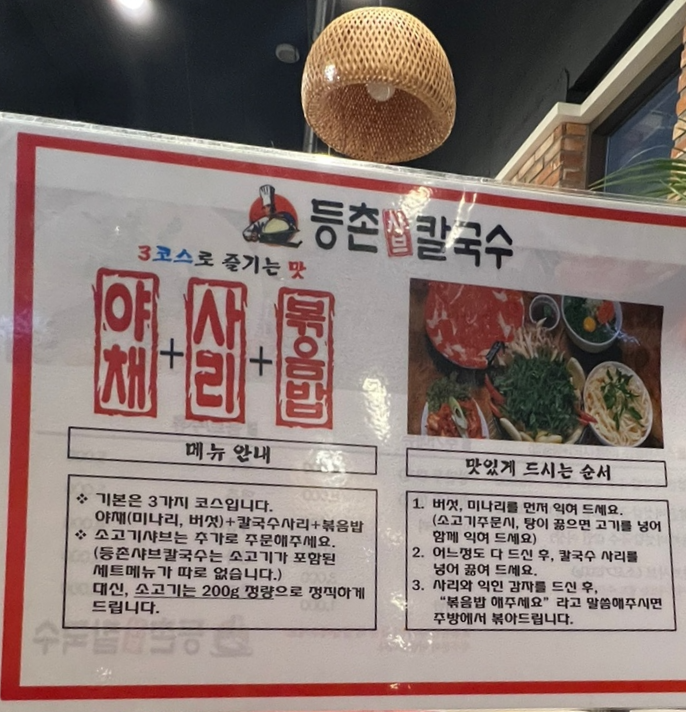 등촌샤브칼국수
3코스로 즐기는 맛
야채+사리+볶음밥
메뉴 안내
❖ 기본은 3가지 코스입니다.
야채(미나리, 버섯)+칼국수사리+볶음밥
❖ 소고기샤브는 추가로 주문해주세요.
(등촌샤브칼국수는 소고기가 포함된
세트메뉴가 따로 없습니다.)
대신, 소고기는 200g 정량으로 정직하게
드립니다.
맛있게 드시는 순서
1. 버섯, 미나리를 먼저 익혀 드세요.
(소고기주문시, 탕이 끓으면 고기를 넣어
함께 익혀 드세요)
2. 어느정도 다 드신 후, 칼국수 사리를
넣어 끓여 드세요.
3. 사리와 익힌 감자를 드신 후,
“볶음밥 해주세요” 라고 말씀해주시면
주방에서 볶아드립니다.